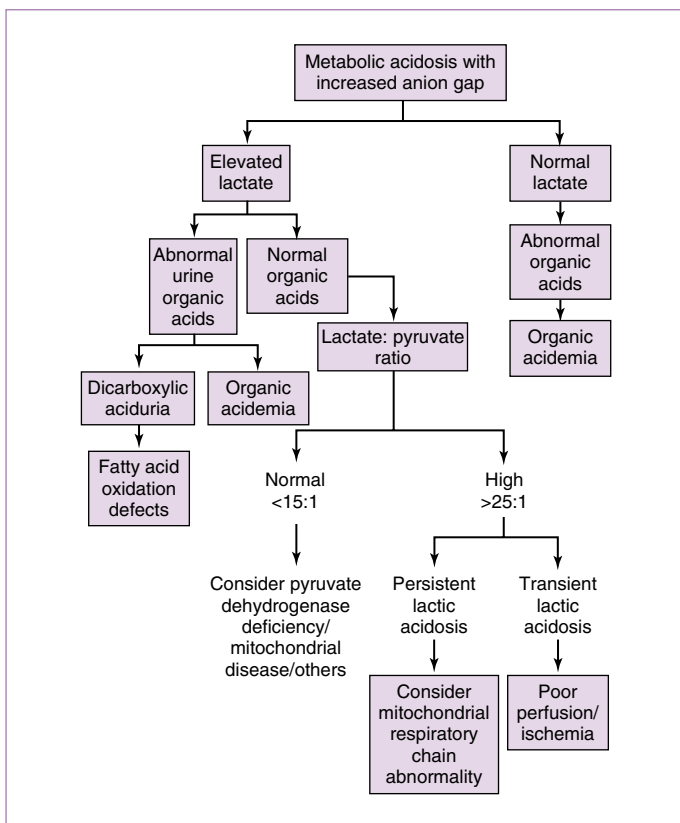 Metabolic acidosis with
increased anion gap
Elevated
lactate
Normal
lactate
Abnormal
urine
organic
acids
Normal
organic
acids
Abnormal
organic
acids
Lactate: pyruvate
ratio
Organic
acidemia
Dicarboxylic
aciduria
Organic
acidemia
Fatty acid
oxidation
defects
Normal
<15:1
High
>25:1
Consider pyruvate
dehydrogenase
deficiency/
mitochondrial
disease/others
Persistent
lactic
acidosis
Transient
lactic
acidosis
Consider
mitochondrial
respiratory
chain
abnormality
Poor
perfusion/
ischemia